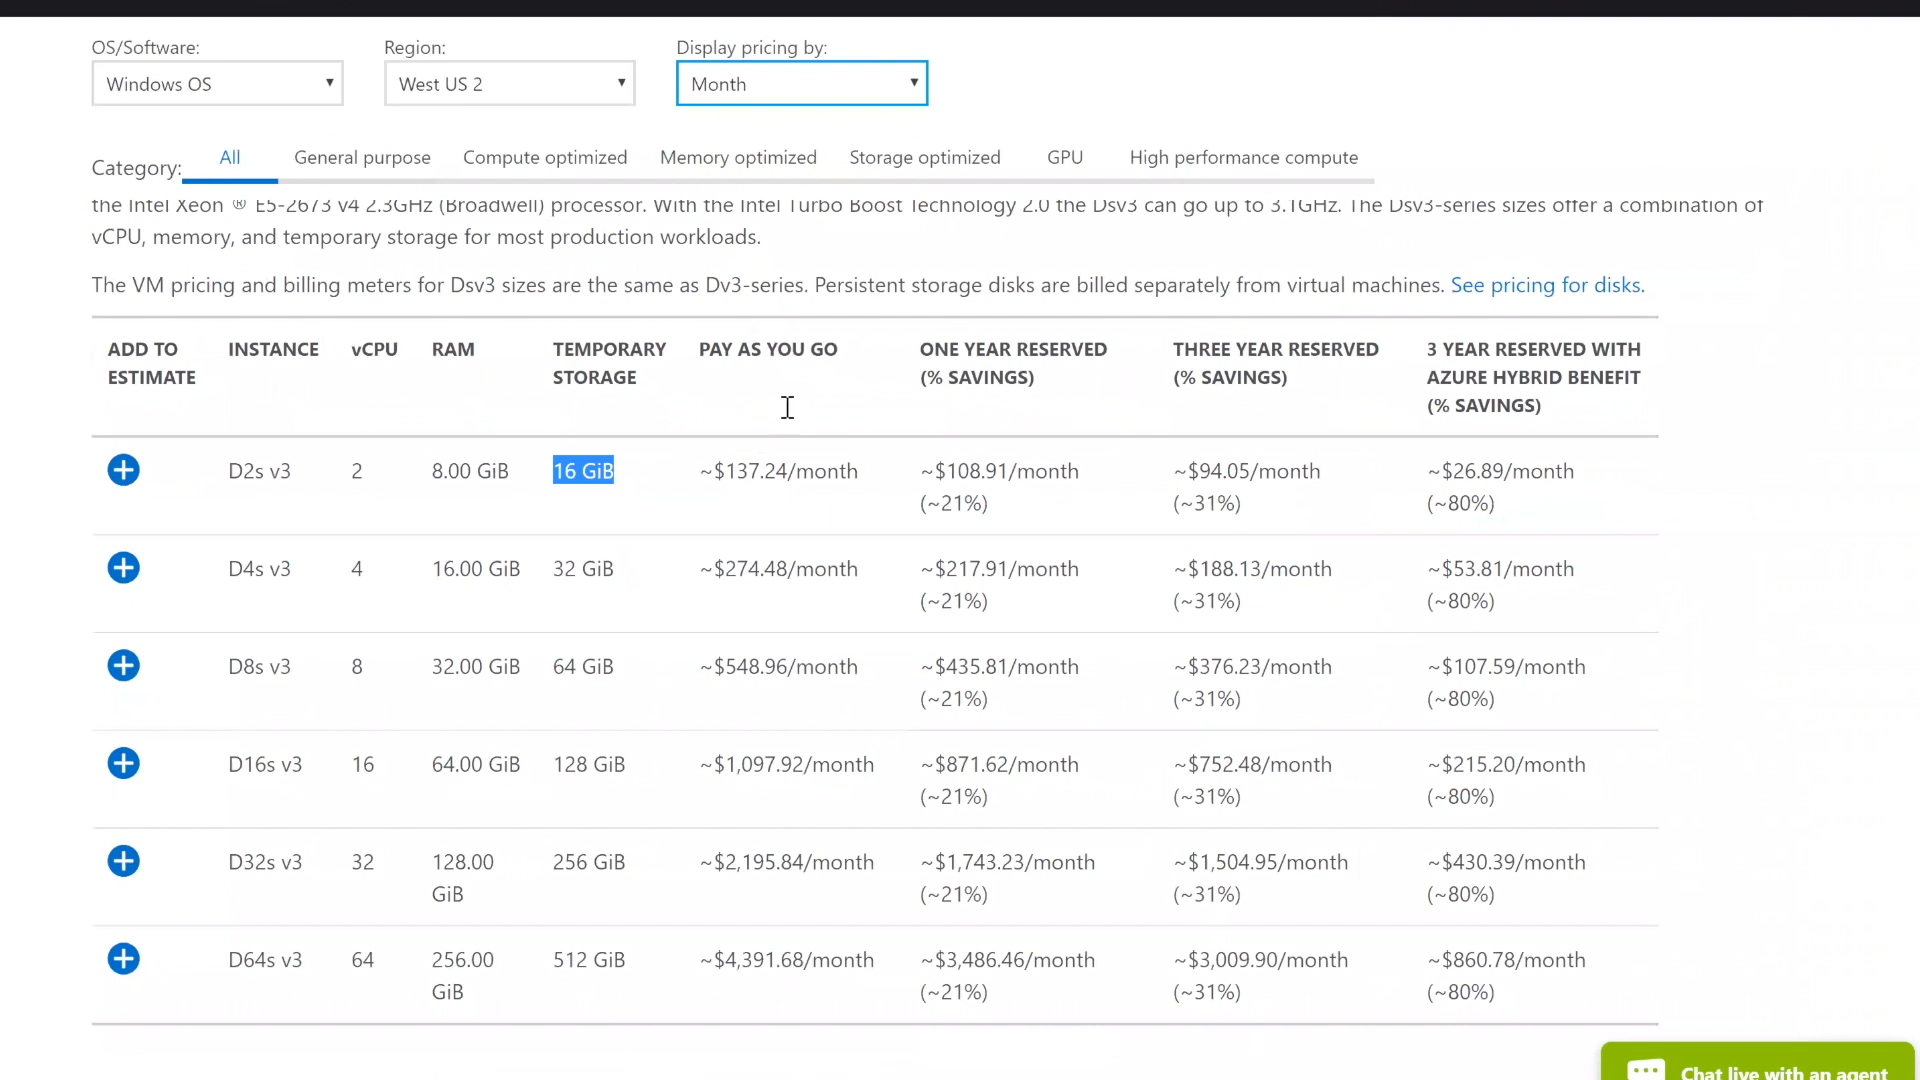 OS/Software: Region: Display pricing by:
Windows OS West US 2 Month
Category: All General purpose Compute optimized Memory optimized Storage optimized GPU High performance compute
the Intel Xeon ® E5-2673 v4 2.3GHz (Broadwell) processor. With the Intel Turbo Boost Technology 2.0 the Dsv3 can go up to 3.1GHz. The Dsv3-series sizes offer a combination of
vCPU, memory, and temporary storage for most production workloads.
The VM pricing and billing meters for Dsv3 sizes are the same as Dv3-series. Persistent storage disks are billed separately from virtual machines. See pricing for disks.
ADD TO INSTANCE vCPU RAM TEMPORARY PAY AS YOU GO ONE YEAR RESERVED THREE YEAR RESERVED 3 YEAR RESERVED WITH
ESTIMATE STORAGE (% SAVINGS) (% SAVINGS) AZURE HYBRID BENEFIT
(% SAVINGS)
D2s v3 2 8.00 GiB 16 GiB ~$137.24/month ~$108.91/month ~$94.05/month ~$26.89/month
(~21%) (~31%) (~80%)
D4s v3 4 16.00 GiB 32 GiB ~$274.48/month ~$217.91/month ~$188.13/month ~$53.81/month
(~21%) (~31%) (~80%)
D8s v3 8 32.00 GiB 64 GiB ~$548.96/month ~$435.81/month ~$376.23/month ~$107.59/month
(~21%) (~31%) (~80%)
D16s v3 16 64.00 GiB 128 GiB ~$1,097.92/month ~$871.62/month ~$752.48/month ~$215.20/month
(~21%) (~31%) (~80%)
D32s v3 32 128.00 256 GiB ~$2,195.84/month ~$1,743.23/month ~$1,504.95/month ~$430.39/month
GiB (~21%) (~31%) (~80%)
D64s v3 64 256.00 512 GiB ~$4,391.68/month ~$3,486.46/month ~$3,009.90/month ~$860.78/month
GiB (~21%) (~31%) (~80%)
Chat live with an agent